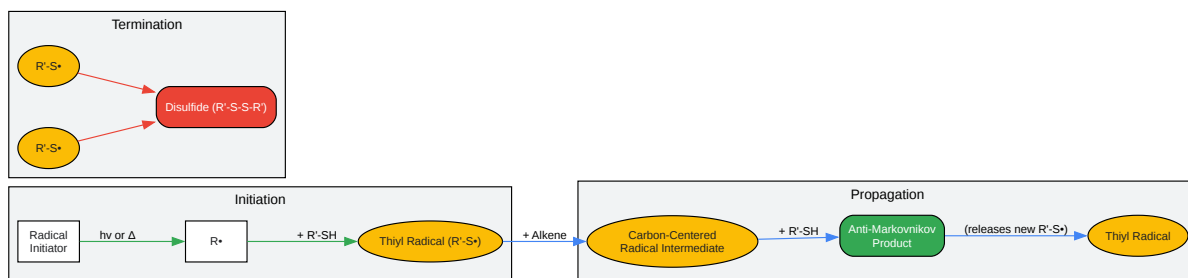 Termination
R'-S•
Disulfide (R'-S-S-R')
R'-S•
Initiation
Radical
Initiator
hv or Δ
R•
+ R'-SH
Thiyl Radical (R'-S•)
+ Alkene
Propagation
Carbon-Centered
Radical Intermediate
+ R'-SH
Anti-Markovnikov
Product
(releases new R'-S•)
Thiyl Radical